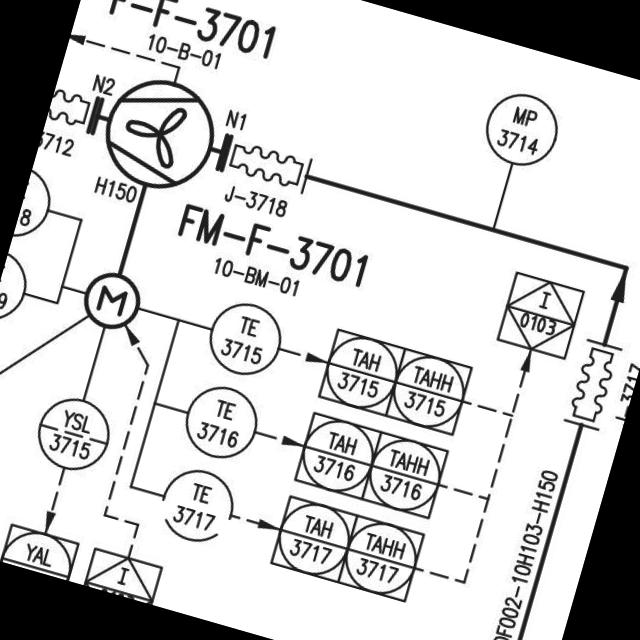 F-F-3701
10-B-01
N2
N1
MP
3714
3712
J-3718
H150
FM-F-3701
10-BM-01
8
9
M
I
0103
TE
3715
TAH
3715
TAHH
3715
3717
YSL
3715
TE
3716
TAH
3716
TAHH
3716
TE
3717
TAH
3717
TAHH
3717
YAL
I
0F002-10H103-H150